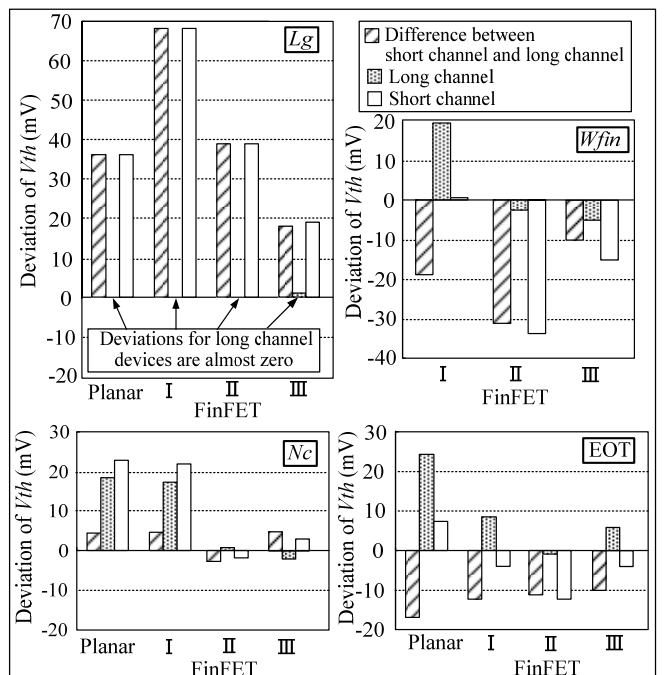 70
60
50
40
30
20
10
0
-10
-20
Deviation of Vth (mV)
Lg
Deviations for long channel
devices are almost zero
Planar I II III
FinFET
Difference between
short channel and long channel
Long channel
Short channel
20
10
0
-10
-20
-30
-40
Deviation of Vth (mV)
Wfin
I II III
FinFET
30
20
10
0
-10
-20
Deviation of Vth (mV)
Nc
Planar I II III
FinFET
30
20
10
0
-10
-20
Deviation of Vth (mV)
EOT
Planar I II III
FinFET